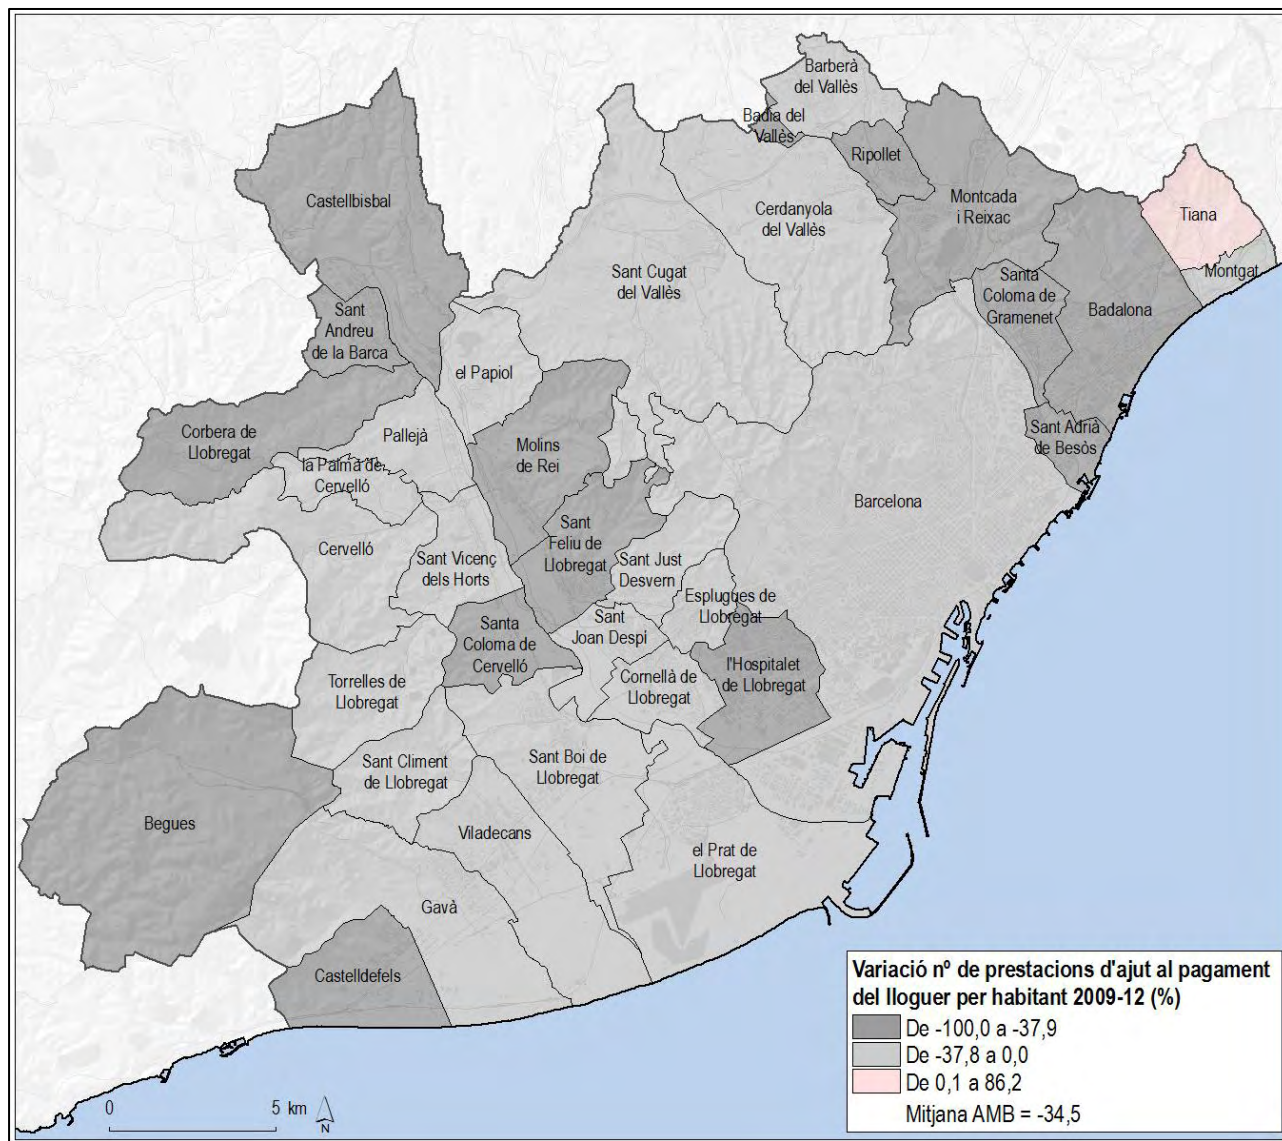 Barberà
del Vallès
Badia del
Vallès
Ripollet
Castellbisbal
Montcada
i Reixac
Cerdanyola
del Vallès
Tiana
Sant Cugat
del Vallès
Montgat
Santa
Coloma de
Gramenet
Badalona
Sant
Andreu
de la Barca
el Papiol
Corbera de
Llobregat
Pallejà
Molins
de Rei
Sant Adrià
de Besòs
la Palma de
Cervelló
Barcelona
Cervelló
Sant
Feliu de
Llobregat
Sant Vicenç
dels Horts
Sant Just
Desvern
Esplugues de
Llobregat
Santa
Coloma de
Cervelló
Sant
Joan Despí
l'Hospitalet
de Llobregat
Torrelles de
Llobregat
Cornellà de
Llobregat
Sant Climent
de Llobregat
Sant Boi de
Llobregat
Begues
Viladecans
el Prat de
Llobregat
Gavà
Castelldefels
Variació nº de prestacions d'ajut al pagament
del lloguer per habitant 2009-12 (%)
De -100,0 a -37,9
De -37,8 a 0,0
De 0,1 a 86,2
Mitjana AMB = -34,5
0 5 km
N